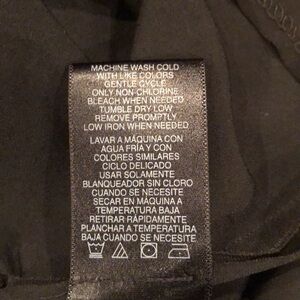 MACHINE WASH COLD
WITH LIKE COLORS
GENTLE CYCLE
ONLY NON-CHLORINE
BLEACH WHEN NEEDED
TUMBLE DRY LOW
REMOVE PROMPTLY
LOW IRON WHEN NEEDED
LAVAR A MÁQUINA CON
AGUA FRÍA Y CON
COLORES SIMILARES
CICLO DELICADO
USAR SOLAMENTE
BLANQUEADOR SIN CLORO
CUANDO SE NECESITE
SECAR EN MÁQUINA A
TEMPERATURA BAJA
RETIRAR RÁPIDAMENTE
PLANCHAR A TEMPERATURA
BAJA CUANDO SE NECESITE